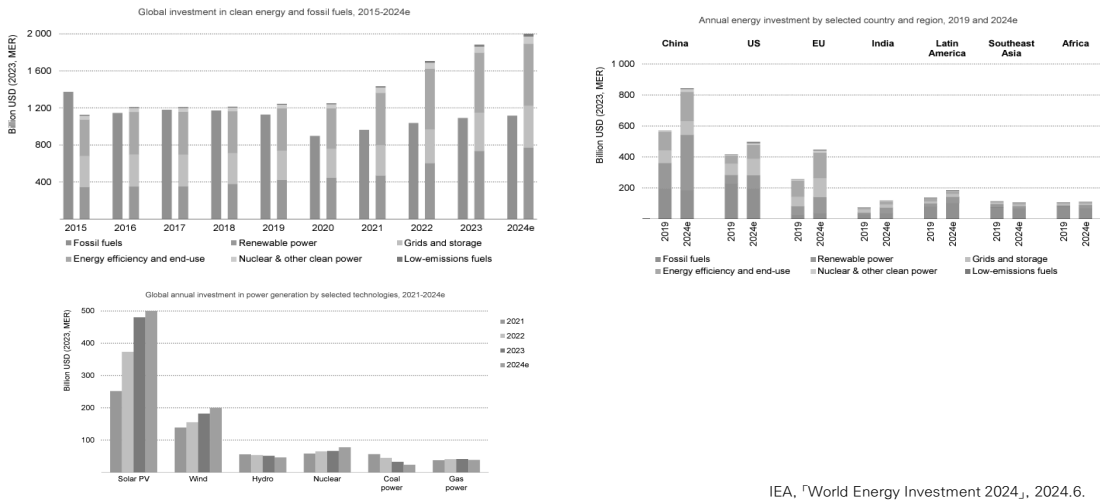 Global investment in clean energy and fossil fuels, 2015-2024e
Billion USD (2023, MER)
2 000
1 600
1 200
800
400
2015 2016 2017 2018 2019 2020 2021 2022 2023 2024e
Fossil fuels Renewable power Grids and storage
Energy efficiency and end-use Nuclear & other clean power Low-emissions fuels
Annual energy investment by selected country and region, 2019 and 2024e
China US EU India Latin America Southeast Asia Africa
Billion USD (2023, MER)
1 000
800
600
400
200
2019 2024e 2019 2024e 2019 2024e 2019 2024e 2019 2024e 2019 2024e 2019 2024e
Fossil fuels Renewable power Grids and storage
Energy efficiency and end-use Nuclear & other clean power Low-emissions fuels
Global annual investment in power generation by selected technologies, 2021-2024e
Billion USD (2023, MER)
500
400
300
200
100
Solar PV Wind Hydro Nuclear Coal power Gas power
2021
2022
2023
2024e
IEA, 「World Energy Investment 2024」, 2024.6.